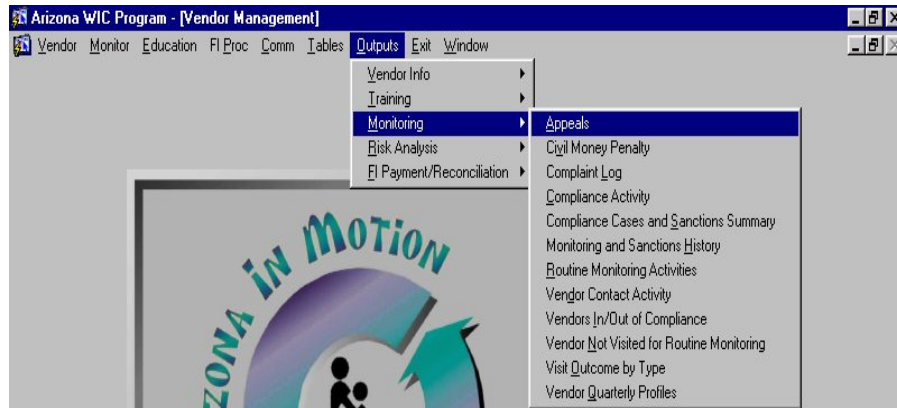 Arizona WIC Program - [Vendor Management]
Vendor Monitor Education FI Proc Comm Tables Outputs Exit Window
Vendor Info
Training
Monitoring
Risk Analysis
FI Payment/Reconciliation
Appeals
Civil Money Penalty
Complaint Log
Compliance Activity
Compliance Cases and Sanctions Summary
Monitoring and Sanctions History
Routine Monitoring Activities
Vendor Contact Activity
Vendors In/Out of Compliance
Vendor Not Visited for Routine Monitoring
Visit Outcome by Type
Vendor Quarterly Profiles
IZONA IN MOTION